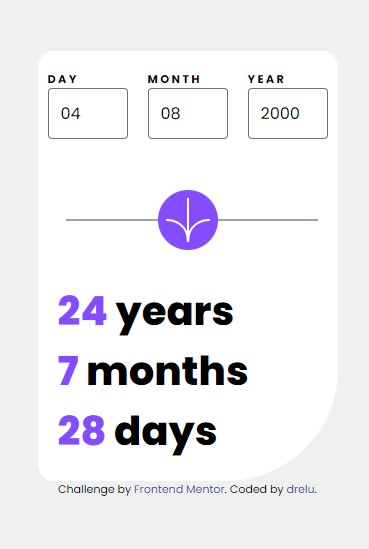 DAY MONTH YEAR
04 08 2000
24 years
7 months
28 days
Challenge by Frontend Mentor. Coded by drelu.